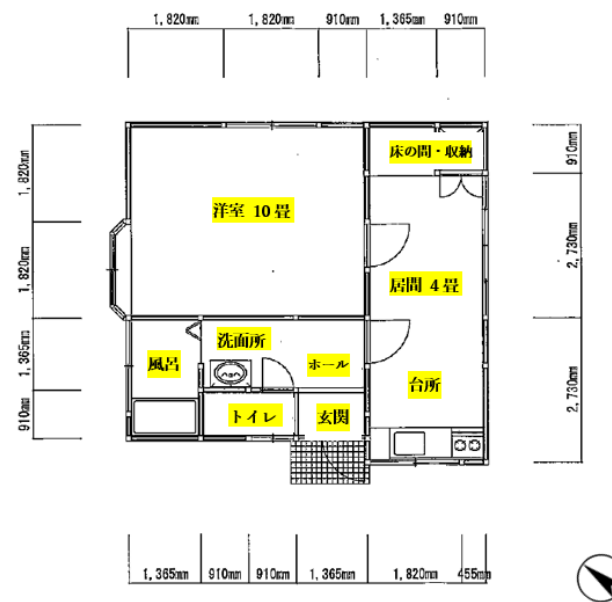 1,820mm 1,820mm 910mm 1,365mm 910mm
床の間・収納
910mm
1,820mm
洋室 10畳
2,730mm
1,820mm
居間 4畳
洗面所
1,365mm
風呂
ホール
台所
2,730mm
910mm
トイレ
玄関
1,365mm 910mm 910mm 1,365mm 1,820mm 455mm